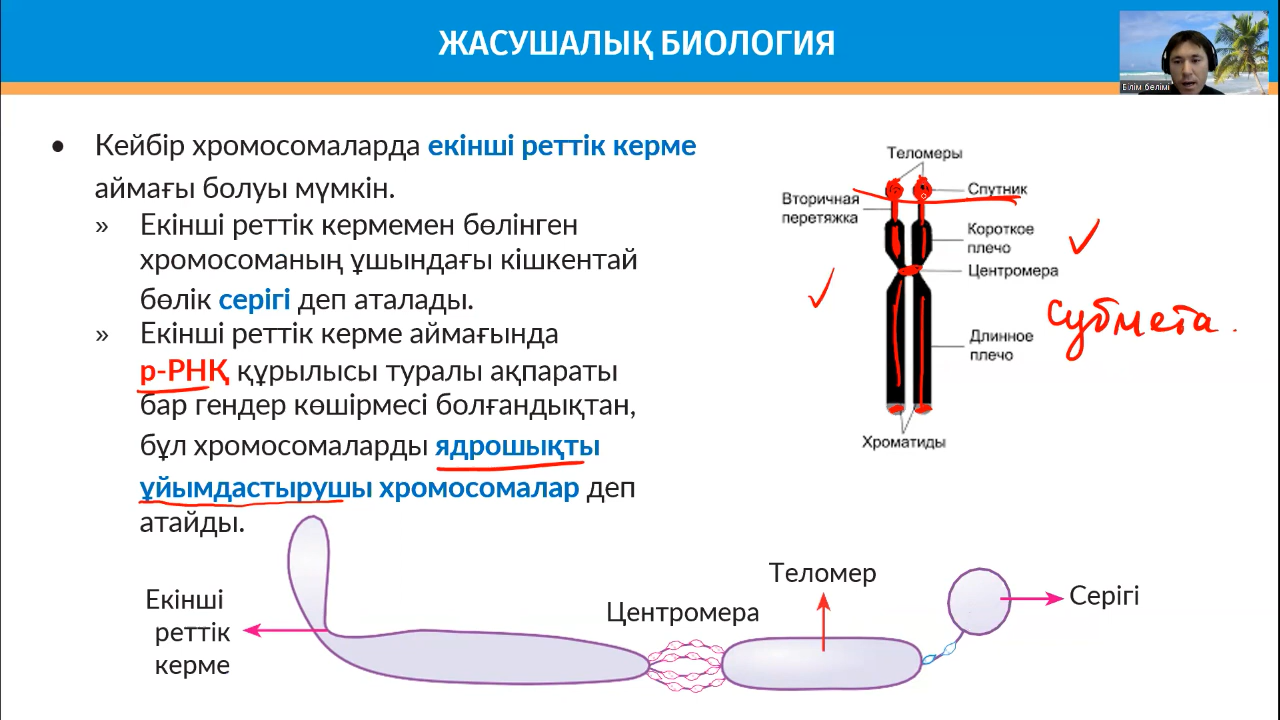 ЖАСУШАЛЫҚ БИОЛОГИЯ
Білім бөлімі
• Кейбір хромосомаларда екінші реттік керме
аймағы болуы мүмкін.
» Екінші реттік кермемен бөлінген
хромосоманың ұшындағы кішкентай
бөлік серігі деп аталады.
» Екінші реттік керме аймағында
р-РНҚ құрылысы туралы ақпараты
бар гендер көшірмесі болғандықтан,
бұл хромосомаларды ядрошықты
ұйымдастырушы хромосомалар деп
атайды.
Теломеры
Спутник
Вторичная
перетяжка
Короткое
плечо
Центромера
Длинное
плечо
Хроматиды
субмета.
Екінші
реттік
керме
Центромера
Теломер
Серігі